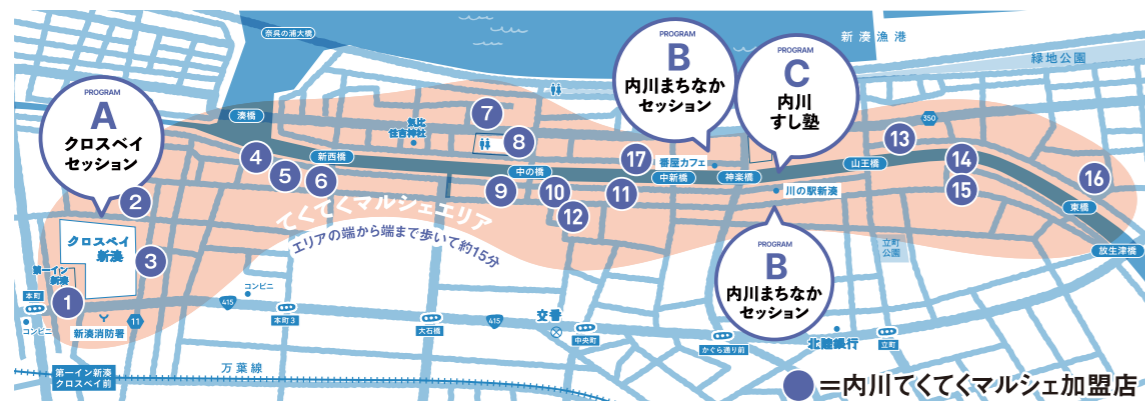 奈呉の浦大橋
新湊漁港
緑地公園
PROGRAM
A
クロスベイ
セッション
PROGRAM
B
内川まちなか
セッション
PROGRAM
C
内川
すし塾
湊橋
気比
住吉神社
7
8
350
13
4
5
6
新西橋
中の橋
17
番屋カフェ
中新橋
神楽橋
山王橋
14
9
10
11
12
川の駅新湊
15
16
東橋
放生津橋
2
てくてくマルシェエリア
エリアの端から端まで歩いて約15分
クロスベイ
新湊
3
第一イン
新湊
1
本町
コンビニ
新湊消防署
11
コンビニ
415
本町3
大石橋
415
交番
中央町
PROGRAM
B
内川まちなか
セッション
立町
公園
かぐら通り前
北陸銀行
立町
第一イン新湊
クロスベイ前
万葉線
=内川てくてくマルシェ加盟店